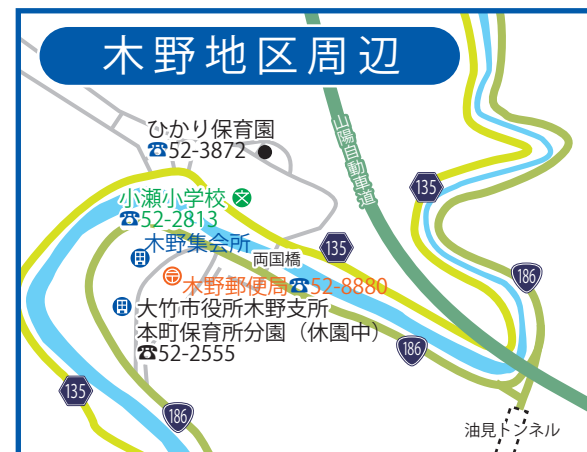 木野地区周辺
ひかり保育園
☎52-3872
山陽自動車道
135
小瀬小学校
☎52-2813
木野集会所
両国橋
135
186
木野郵便局☎52-8880
大竹市役所木野支所
本町保育所分園（休園中）
☎52-2555
186
135
186
油見トンネル